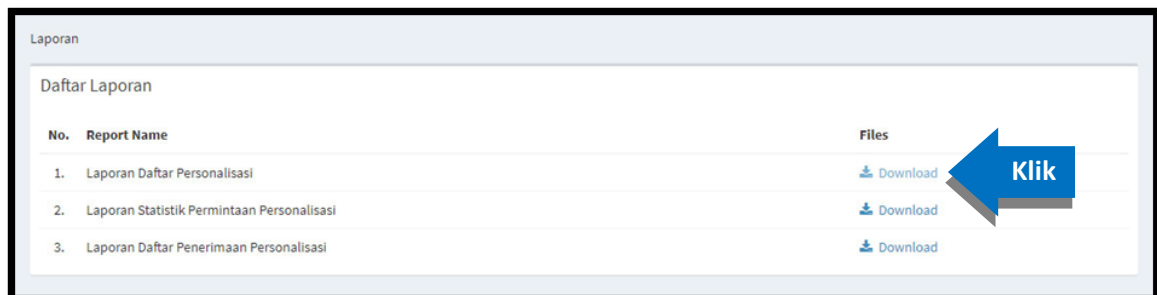 Laporan
Daftar Laporan
No. Report Name Files
1. Laporan Daftar Personalisasi Download Klik
2. Laporan Statistik Permintaan Personalisasi Download
3. Laporan Daftar Penerimaan Personalisasi Download